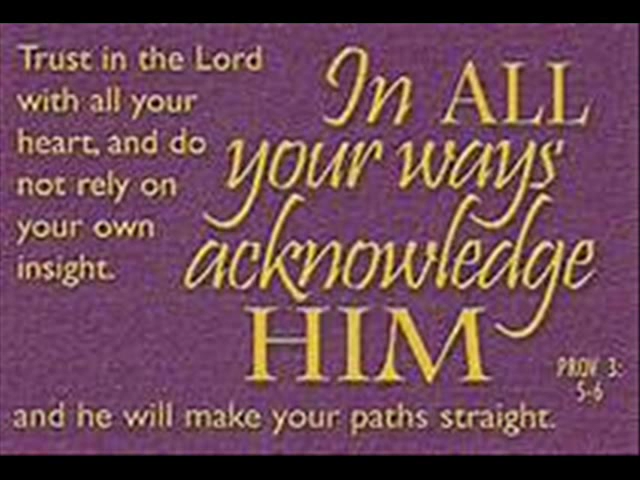 Trust in the Lord
with all your
heart, and do
not rely on
your own
insight.
In ALL
your ways
acknowledge
HIM
and he will make your paths straight.
PROV 3:
5-6